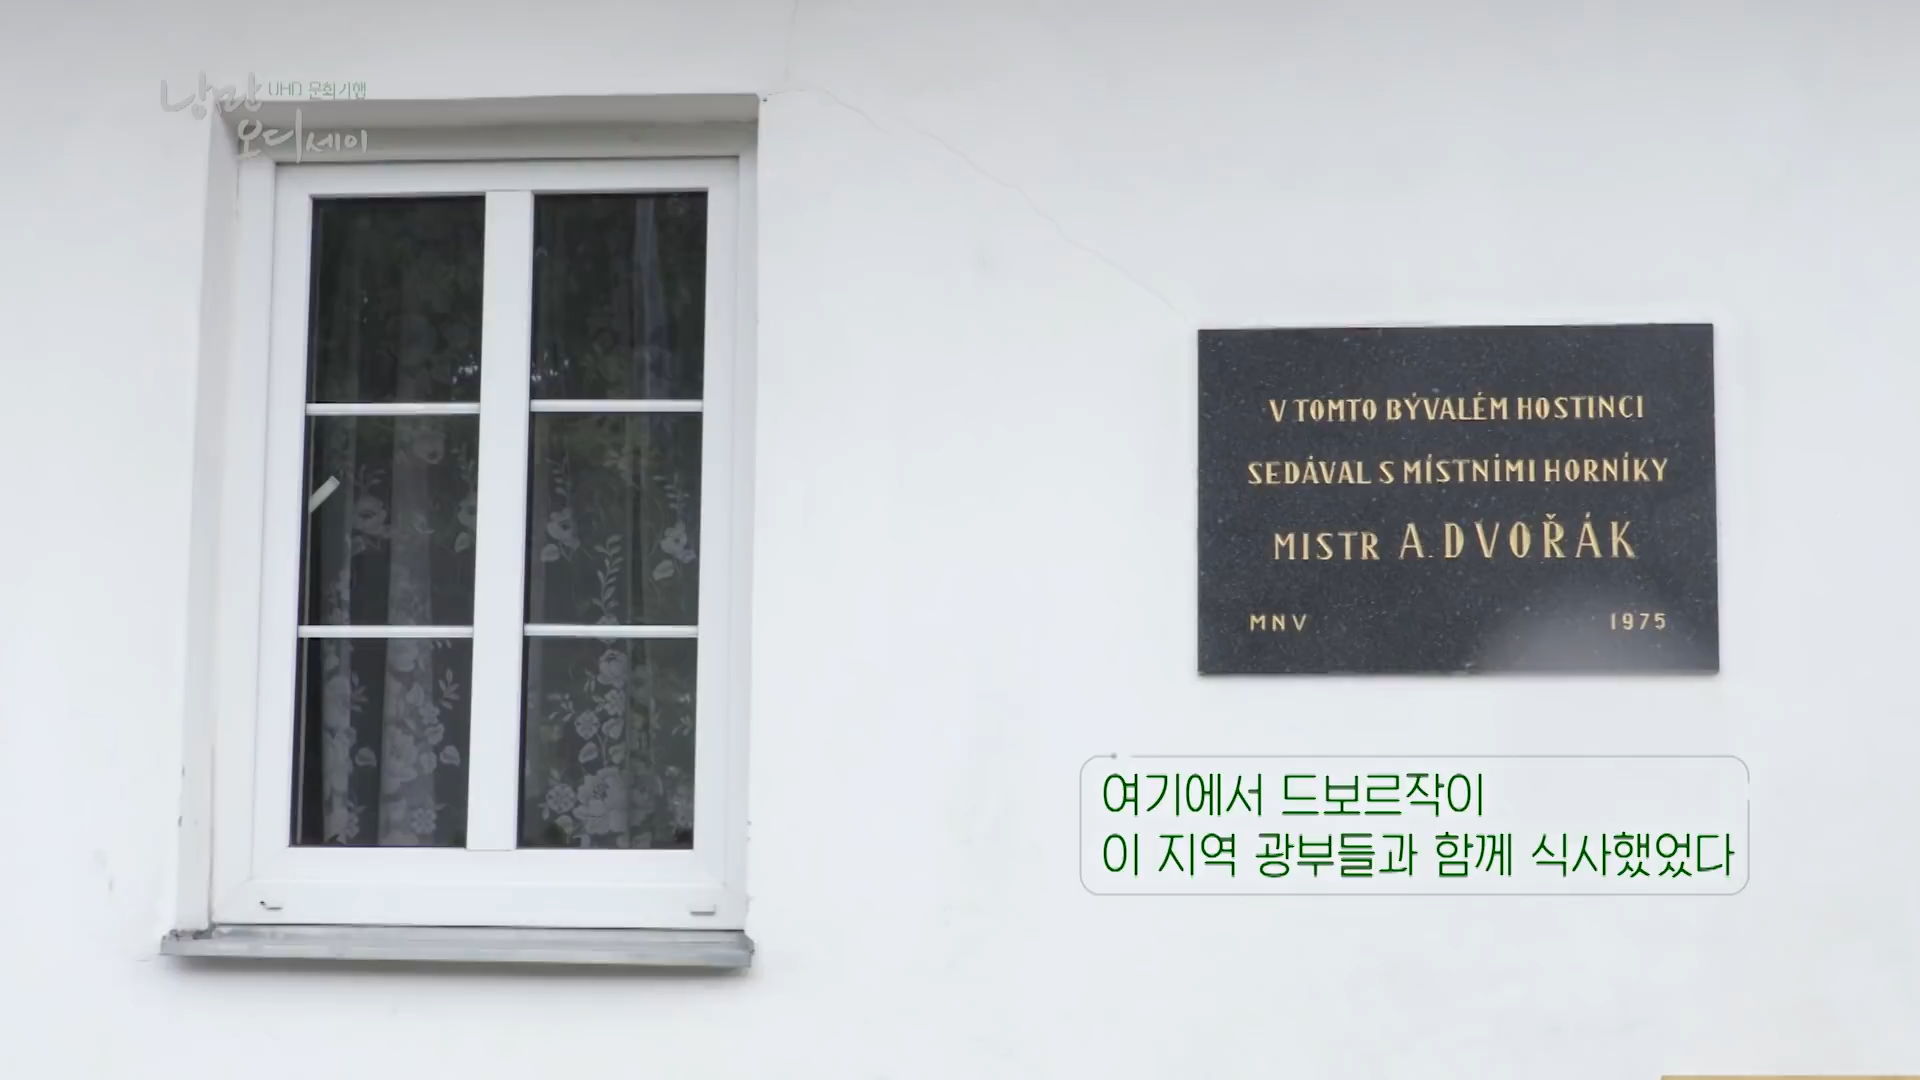 낭만 UHD 문화기행
오디세이
V TOMTO BÝVALÉM HOSTINCI
SEDÁVAL S MÍSTNÍMI HORNÍKY
MISTR A. DVOŘÁK
MNV 1975
여기에서 드보르작이
이 지역 광부들과 함께 식사했었다